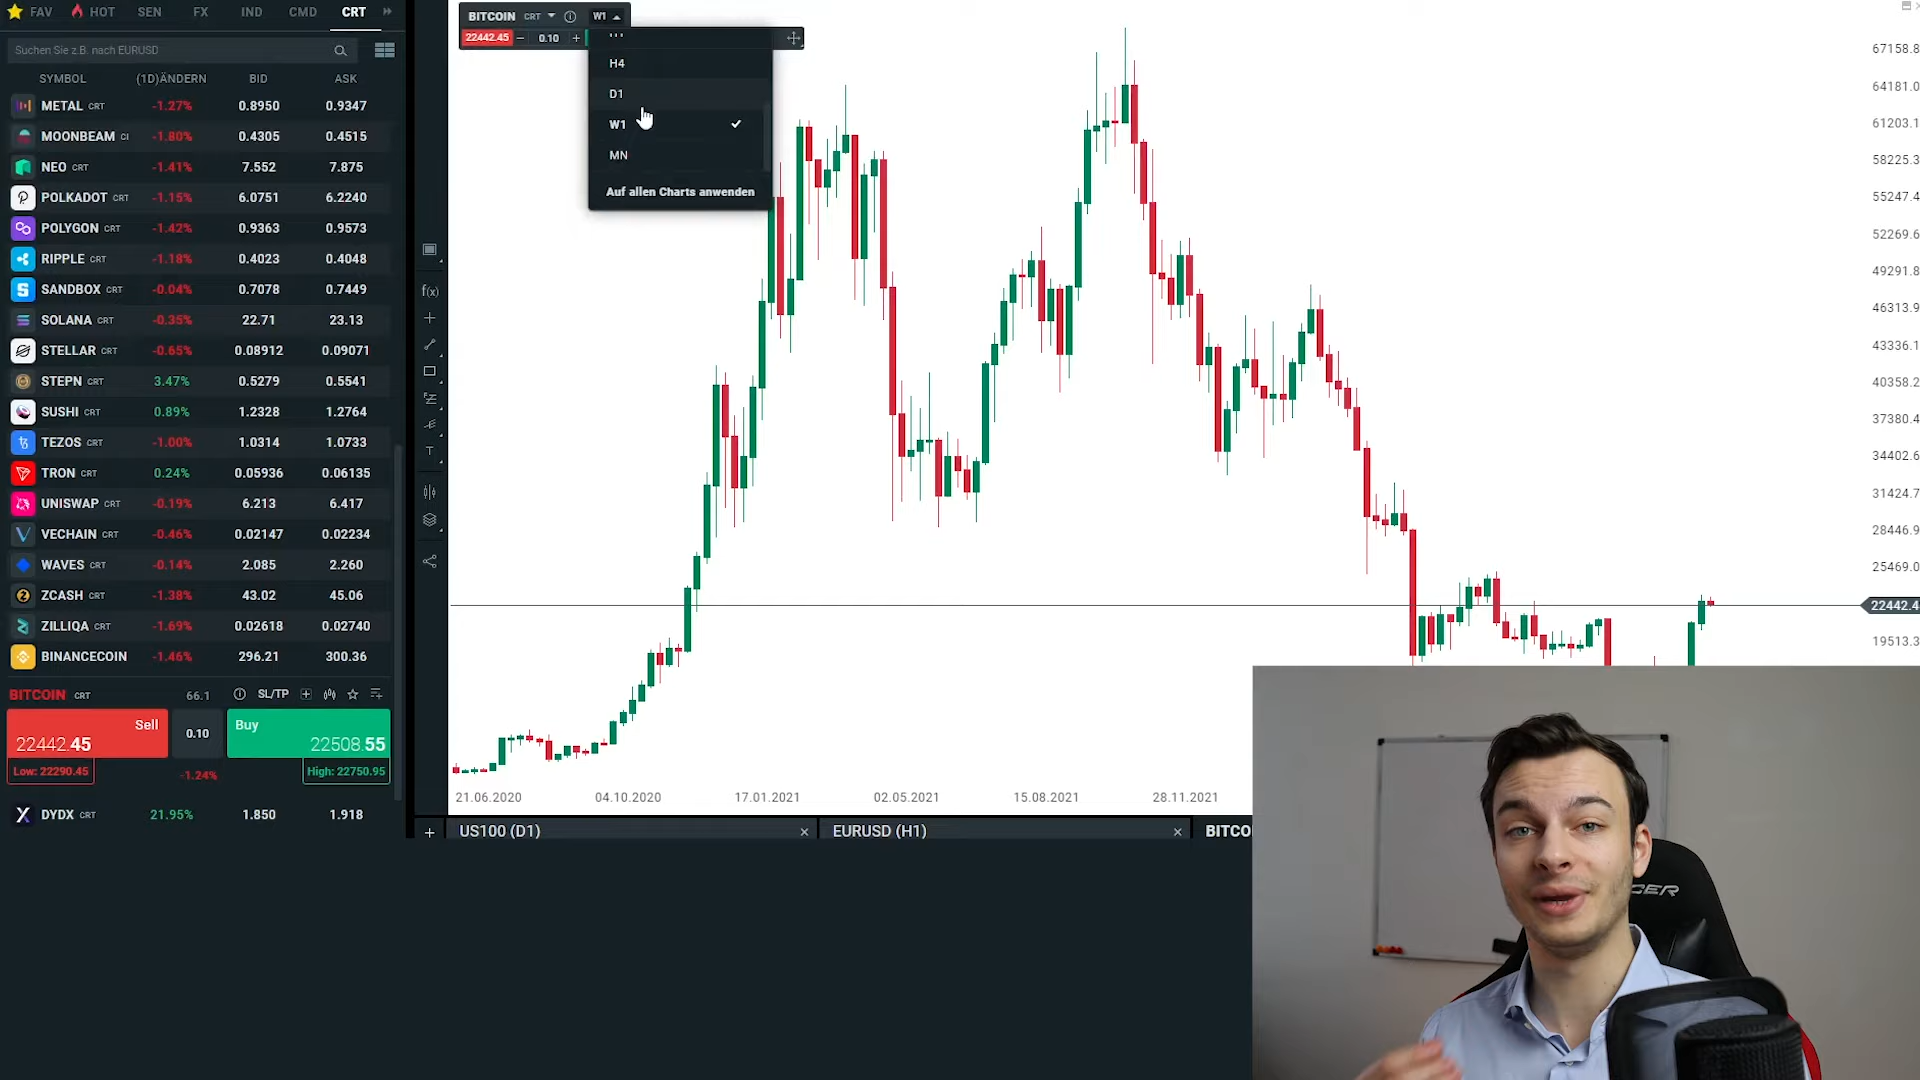 FAV HOT SEN FX IND CMD CRT
Suchen Sie z.B. nach EURUSD
SYMBOL (1D)ÄNDERN BID ASK
METAL CRT -1.27% 0.8950 0.9347
MOONBEAM CI -1.80% 0.4305 0.4515
NEO CRT -1.41% 7.552 7.875
POLKADOT CRT -1.15% 6.0751 6.2240
POLYGON CRT -1.42% 0.9363 0.9573
RIPPLE CRT -1.18% 0.4023 0.4048
SANDBOX CRT -0.04% 0.7078 0.7449
SOLANA CRT -0.35% 22.71 23.13
STELLAR CRT -0.65% 0.08912 0.09071
STEPN CRT 3.47% 0.5279 0.5541
SUSHI CRT 0.89% 1.2328 1.2764
TEZOS CRT -1.00% 1.0314 1.0733
TRON CRT 0.24% 0.05936 0.06135
UNISWAP CRT -0.19% 6.213 6.417
VECHAIN CRT -0.46% 0.02147 0.02234
WAVES CRT -0.14% 2.085 2.260
ZCASH CRT -1.38% 43.02 45.06
ZILLIQA CRT -1.69% 0.02618 0.02740
BINANCECOIN -1.46% 296.21 300.36
BITCOIN CRT 66.1 SL/TP
Sell 0.10 Buy
22442.45 22508.55
Low: 22290.45 -1.24% High: 22750.95
DYDX CRT 21.95% 1.850 1.918
BITCOIN CRT W1
22442.45 − 0.10 +
H4
D1
W1
MN
Auf allen Charts anwenden
f(x)
T
67158.8
64181.0
61203.1
58225.3
55247.4
52269.6
49291.8
46313.9
43336.1
40358.2
37380.4
34402.6
31424.7
28446.9
25469.0
22442.4
19513.3
21.06.2020 04.10.2020 17.01.2021 02.05.2021 15.08.2021 28.11.2021
+ US100 (D1) × EURUSD (H1) × BITCO